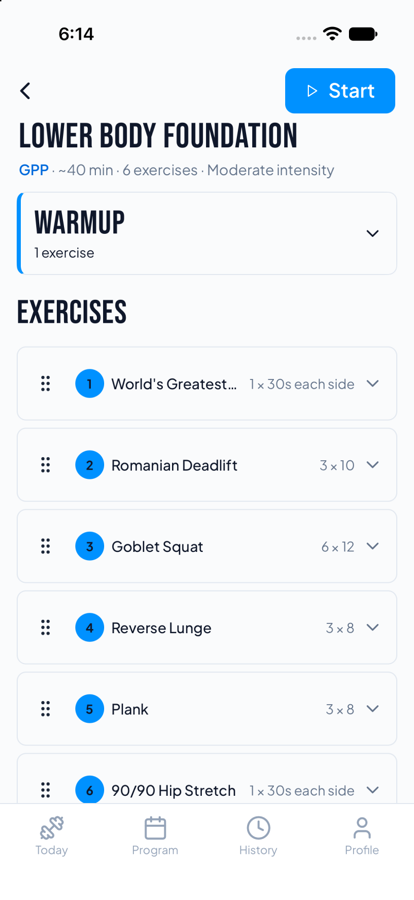 6:14
Start
LOWER BODY FOUNDATION
GPP · ~40 min · 6 exercises · Moderate intensity
WARMUP
1 exercise
EXERCISES
1 World's Greatest... 1 x 30s each side
2 Romanian Deadlift 3 x 10
3 Goblet Squat 6 x 12
4 Reverse Lunge 3 x 8
5 Plank 3 x 8
6 90/90 Hip Stretch 1 x 30s each side
Today Program History Profile